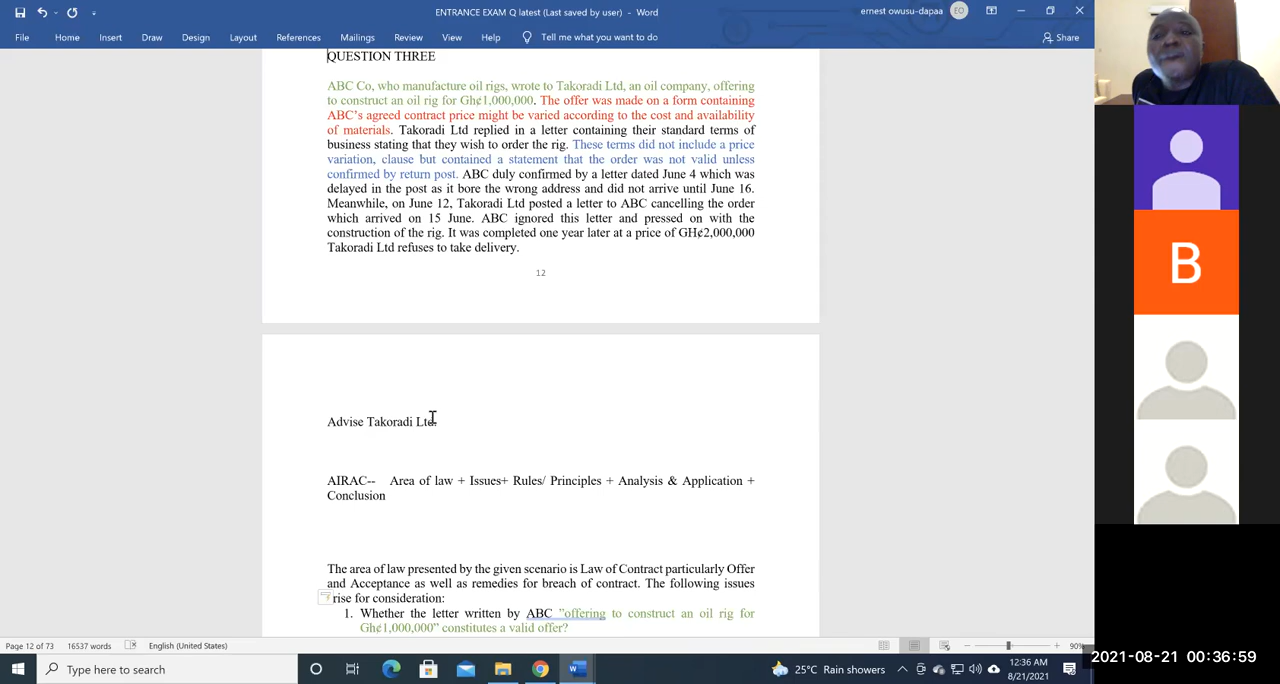 ENTRANCE EXAM Q latest (Last saved by user) - Word
ernest owusu-dapaa
EO
File Home Insert Draw Design Layout References Mailings Review View Help Tell me what you want to do
Share
QUESTION THREE
ABC Co, who manufacture oil rigs, wrote to Takoradi Ltd, an oil company, offering
to construct an oil rig for Gh¢1,000,000. The offer was made on a form containing
ABC's agreed contract price might be varied according to the cost and availability
of materials. Takoradi Ltd replied in a letter containing their standard terms of
business stating that they wish to order the rig. These terms did not include a price
variation, clause but contained a statement that the order was not valid unless
confirmed by return post. ABC duly confirmed by a letter dated June 4 which was
delayed in the post as it bore the wrong address and did not arrive until June 16.
Meanwhile, on June 12, Takoradi Ltd posted a letter to ABC cancelling the order
which arrived on 15 June. ABC ignored this letter and pressed on with the
construction of the rig. It was completed one year later at a price of GH¢2,000,000
Takoradi Ltd refuses to take delivery.
12
Advise Takoradi Ltd.
AIRAC-- Area of law + Issues+ Rules/ Principles + Analysis & Application +
Conclusion
The area of law presented by the given scenario is Law of Contract particularly Offer
and Acceptance as well as remedies for breach of contract. The following issues
rise for consideration:
1. Whether the letter written by ABC "offering to construct an oil rig for
Gh¢1,000,000" constitutes a valid offer?
B
Page 12 of 73 16537 words English (United States) 90%
Type here to search
25°C Rain showers
12:36 AM
8/21/2021
2021-08-21 00:36:59